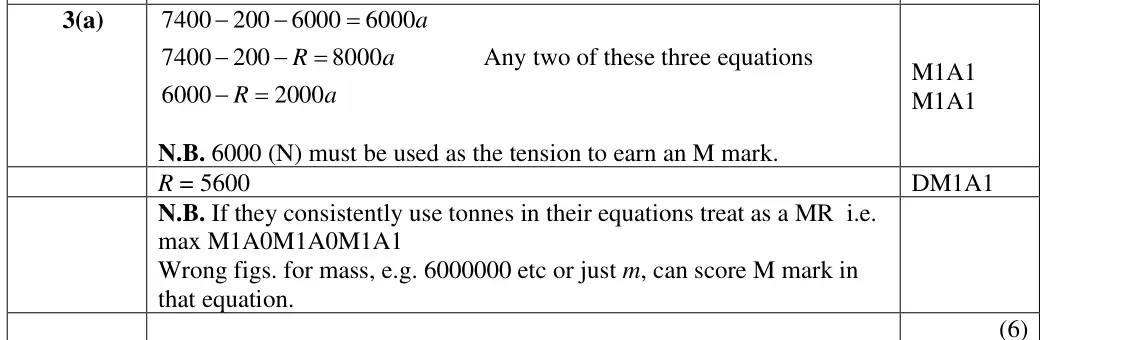 3(a) 7400 – 200 – 6000 = 6000a
7400 – 200 – R = 8000a Any two of these three equations
6000 – R = 2000a
M1A1
M1A1
N.B. 6000 (N) must be used as the tension to earn an M mark.
R = 5600 DM1A1
N.B. If they consistently use tonnes in their equations treat as a MR i.e.
max M1A0M1A0M1A1
Wrong figs. for mass, e.g. 6000000 etc or just m, can score M mark in
that equation.
(6)